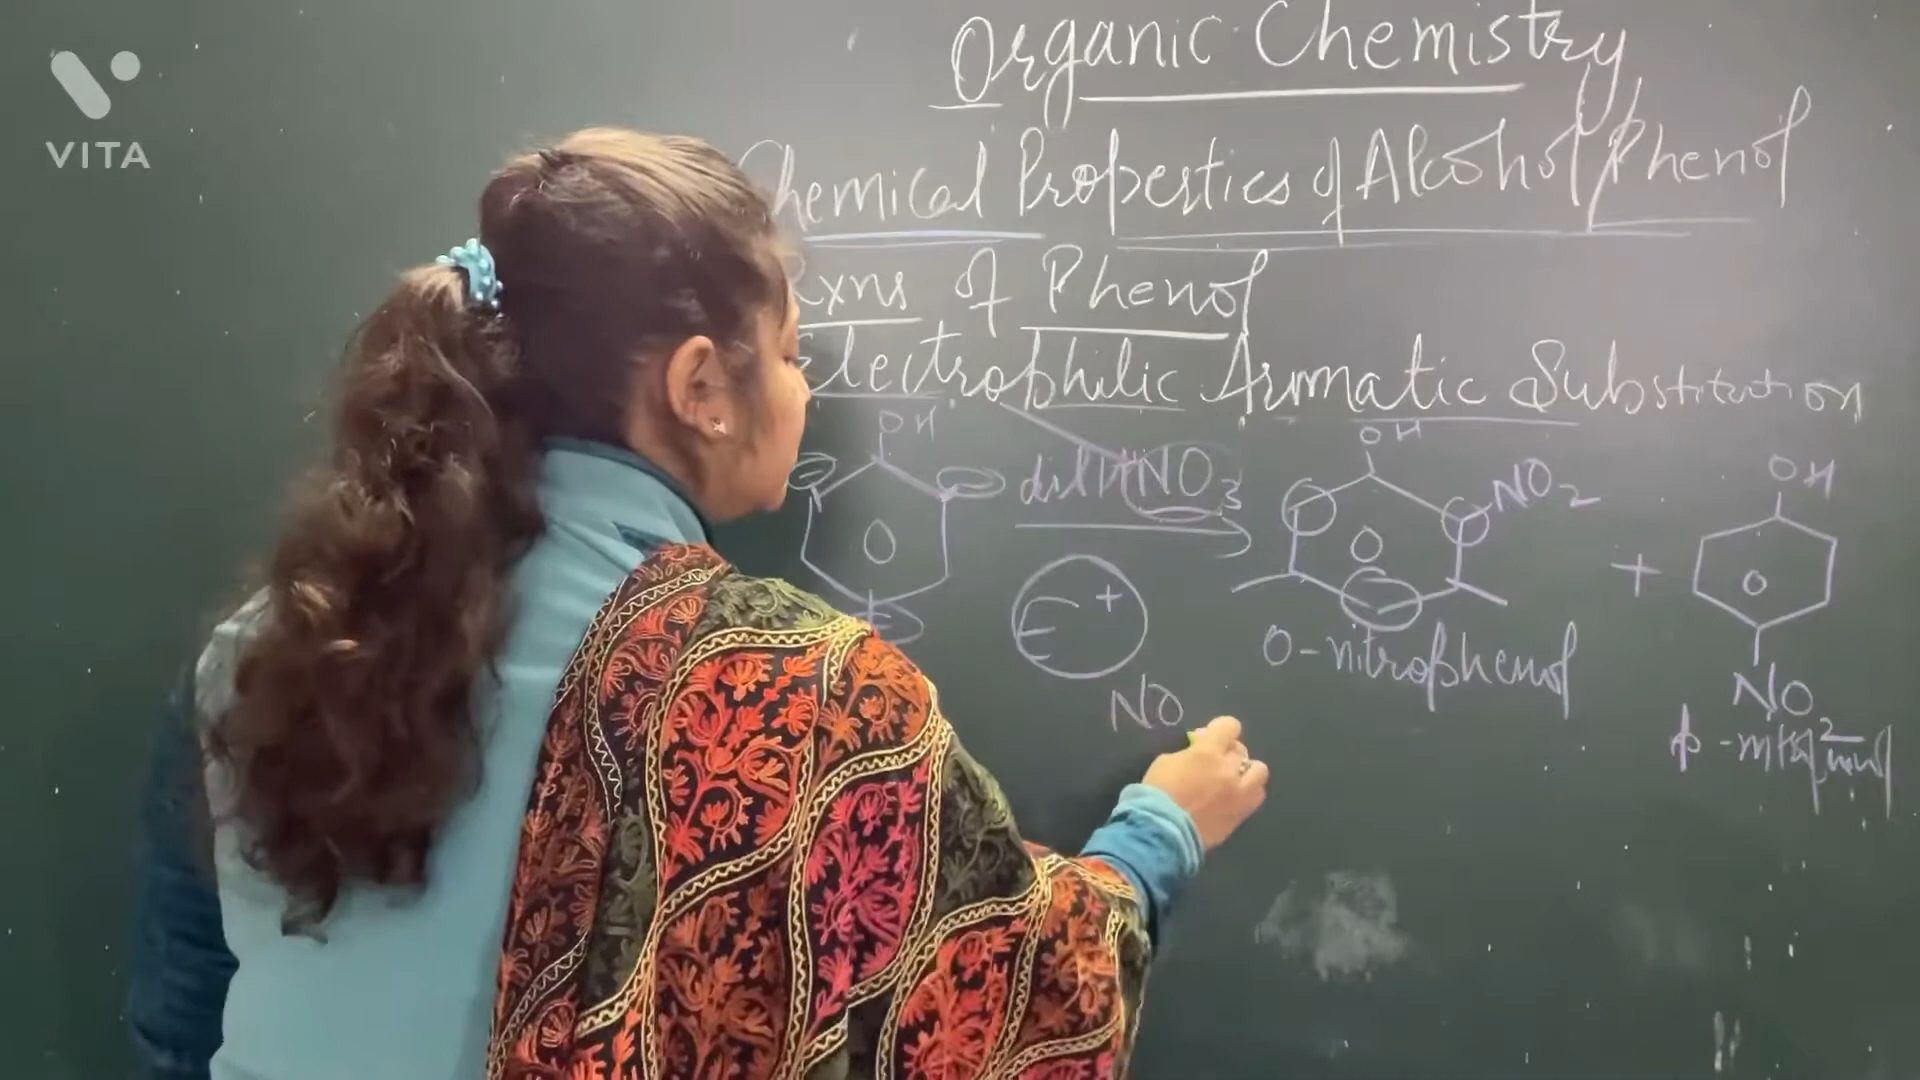 VITA
Organic Chemistry
Chemical Properties of Alcohol/Phenol
Rxns of Phenol
Electrophilic Aromatic Substitution
OH
dil HNO3
OH
NO2
OH
E+
+
O-nitrophenol
NO2
NO